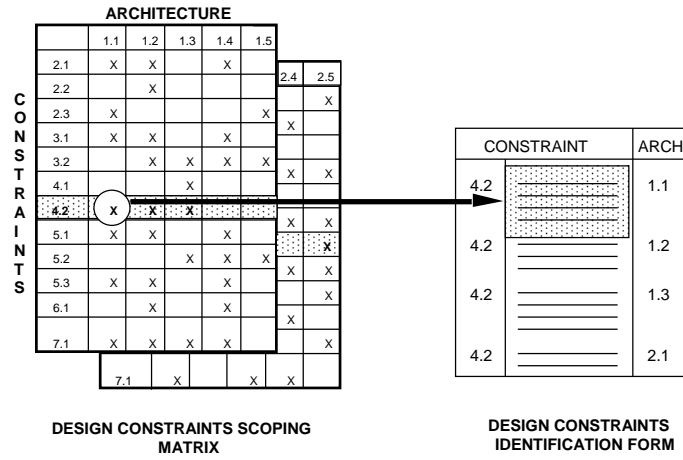 ARCHITECTURE
1.1 1.2 1.3 1.4 1.5
2.1 X X X
2.2 X
2.3 X X
3.1 X X X
3.2 X X X X
4.1 X
4.2 X X X
5.1 X X X
5.2 X X X
5.3 X X X
6.1 X X
7.1 X X X X
CONSTRAINTS
2.4 2.5
X
X
X X
X X
X
X X
X
X
X
7.1 X X X
DESIGN CONSTRAINTS SCOPING
MATRIX
CONSTRAINT ARCH
4.2 1.1
4.2 1.2
4.2 1.3
4.2 2.1
DESIGN CONSTRAINTS
IDENTIFICATION FORM